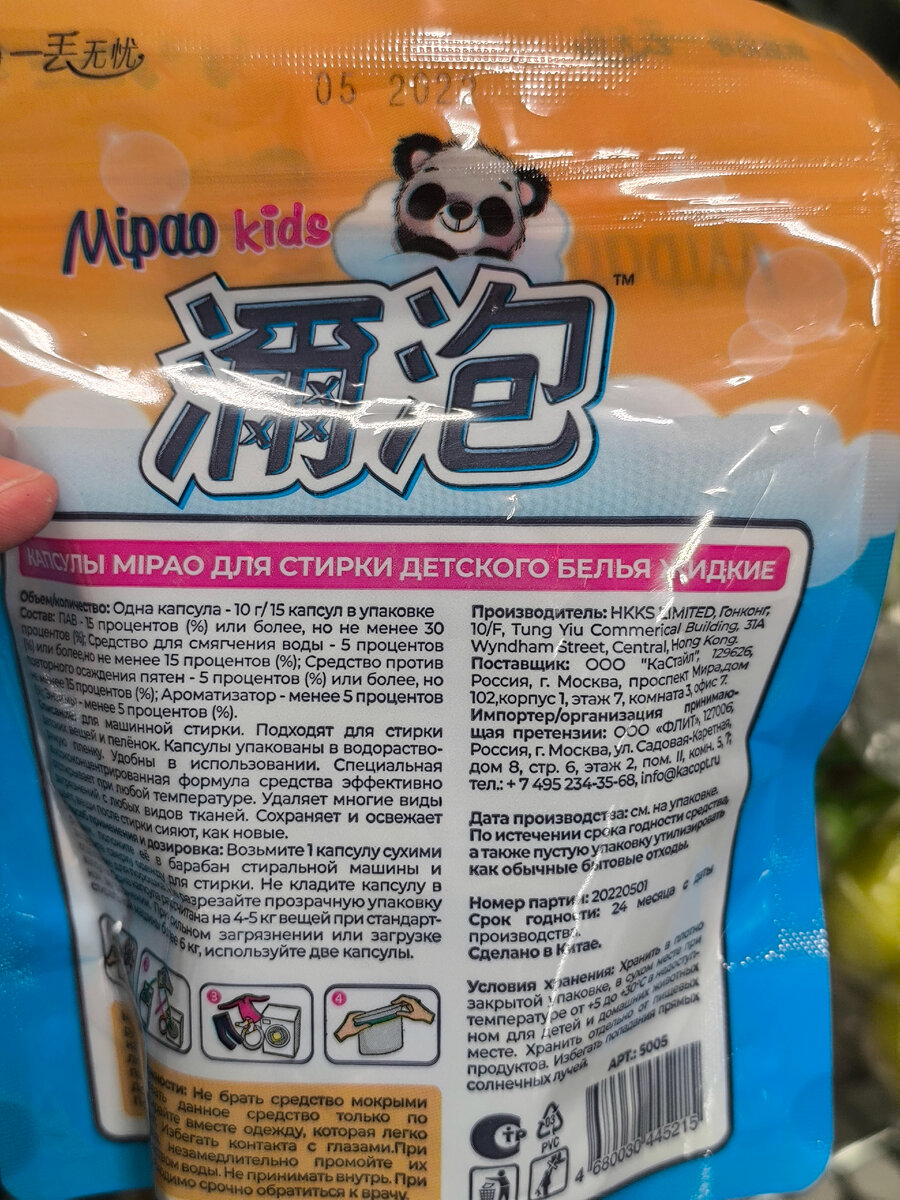 一丢无忧
05 2022
Mipao kids
滴泡™
КАПСУЛЫ MIPAO ДЛЯ СТИРКИ ДЕТСКОГО БЕЛЬЯ ЖИДКИЕ
Объем/количество: Одна капсула - 10 г/ 15 капсул в упаковке
Состав: ПАВ - 15 процентов (%) или более, но не менее 30
процентов (%); Средство для смягчения воды - 5 процентов
(%) или более,но не менее 15 процентов (%); Средство против
повторного осаждения пятен - 5 процентов (%) или более, но
не менее 15 процентов (%); Ароматизатор - менее 5 процентов
(%); - менее 5 процентов (%).
для машинной стирки. Подходят для стирки
вещей и пелёнок. Капсулы упакованы в водораство-
пленку. Удобны в использовании. Специальная
формула средства эффективно
при любой температуре. Удаляет многие виды
с любых видов тканей. Сохраняет и освежает
вещи после стирки сияют, как новые.
применения и дозировка: Возьмите 1 капсулу сухими
её в барабан стиральной машины и
для стирки. Не кладите капсулу в
разрезайте прозрачную упаковку
на 4-5 кг вещей при стандарт-
сильном загрязнении или загрузке
более 6 кг, используйте две капсулы.
3
4
Не брать средство мокрыми
данное средство только по
вместе одежду, которая легко
Избегать контакта с глазами.При
незамедлительно промойте их
воды. Не принимать внутрь. При
срочно обратиться к врачу.
Производитель: HKKS LIMITED, Гонконг,
10/F, Tung Yiu Commerical Building, 31A
Wyndham Street, Central, Hong Kong.
Поставщик: ООО "КаСтайл", 129626,
Россия, г. Москва, проспект Мира,дом
102,корпус 1, этаж 7, комната 3, офис 7.
Импортер/организация принимаю-
щая претензии: ООО «ФЛИТ», 127006,
Россия, г. Москва, ул. Садовая-Каретная,
дом 8, стр. 6, этаж 2, пом. II, комн. 5, 7;
тел.: + 7 495 234-35-68, info@kacopt.ru
Дата производства: см. на упаковке.
По истечении срока годности средства,
а также пустую упаковку утилизировать
как обычные бытовые отходы.
Номер партии: 20220501
Срок годности: 24 месяца с даты
производства.
Сделано в Китае.
Условия хранения: Хранить в плотно
закрытой упаковке, в сухом месте при
температуре от +5 до +30°C в недоступ-
ном для детей и домашних животных
месте. Хранить отдельно от пищевых
продуктов. Избегать попадания прямых
солнечных лучей.
АРТ.: 5005
СТР
03
PVC
4 680030 445215